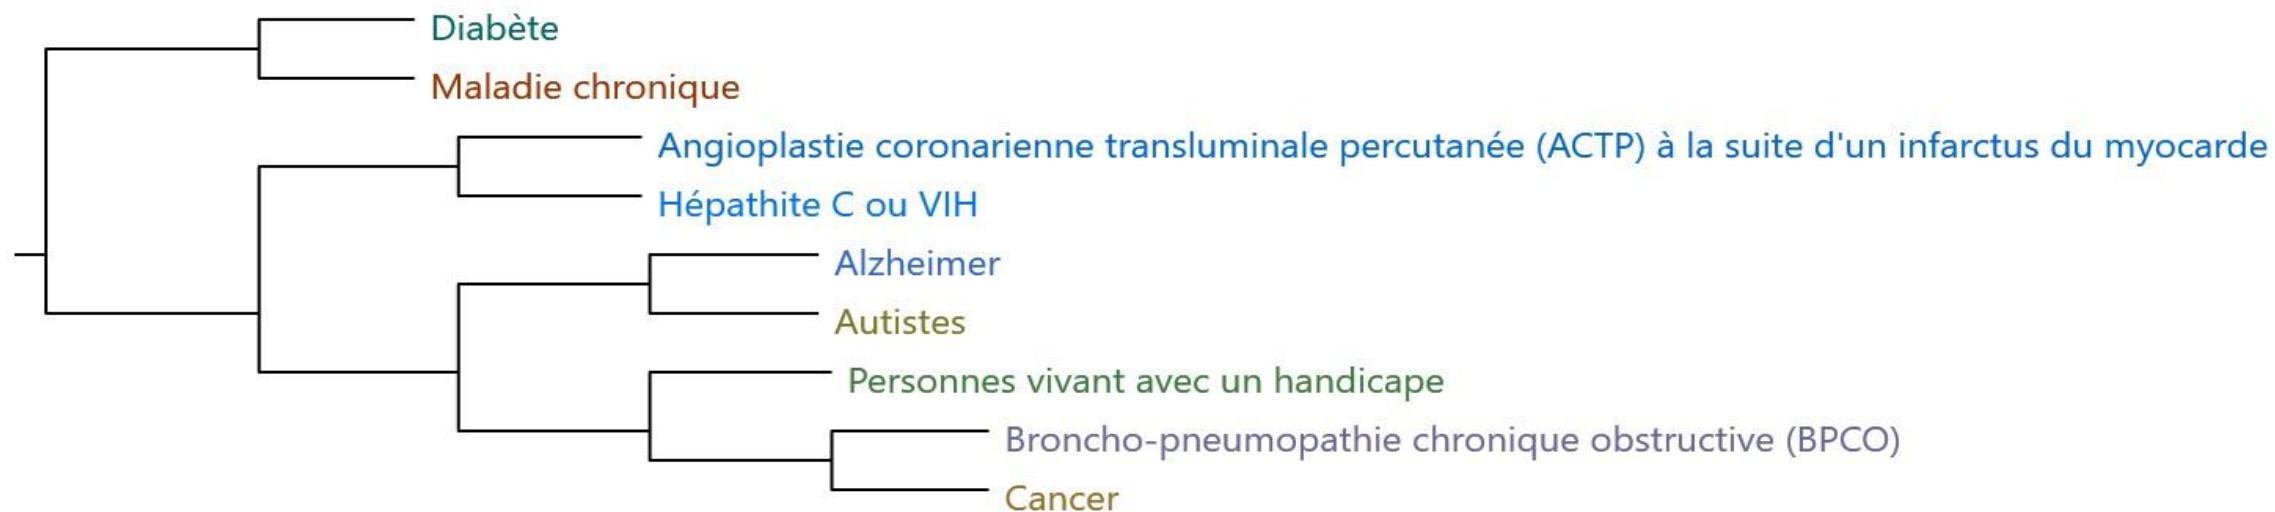 Diabète
Maladie chronique
Angioplastie coronarienne transluminale percutanée (ACTP) à la suite d'un infarctus du myocarde
Hépathite C ou VIH
Alzheimer
Autistes
Personnes vivant avec un handicape
Broncho-pneumopathie chronique obstructive (BPCO)
Cancer